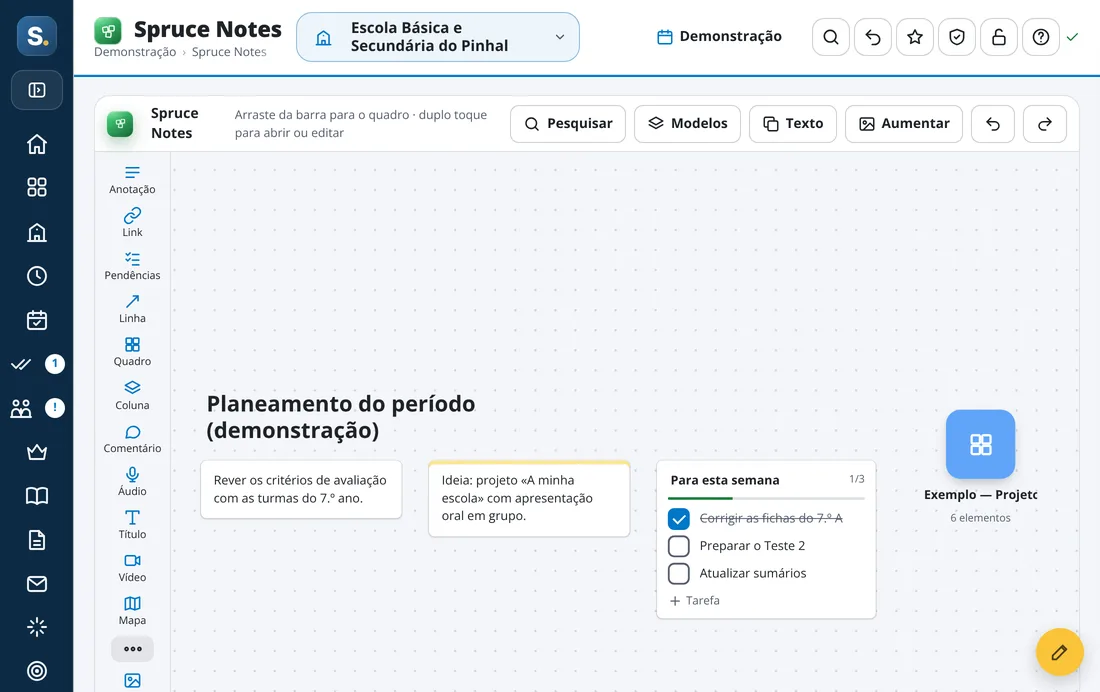 S.
Spruce Notes
Demonstração › Spruce Notes
Escola Básica e
Secundária do Pinhal
Demonstração
1
!
Spruce
Notes
Arraste da barra para o quadro · duplo toque
para abrir ou editar
Pesquisar
Modelos
Texto
Aumentar
Anotação
Link
Pendências
Linha
Quadro
Coluna
Comentário
Áudio
Título
Vídeo
Mapa
Planeamento do período
(demonstração)
Rever os critérios de avaliação
com as turmas do 7.º ano.
Ideia: projeto «A minha
escola» com apresentação
oral em grupo.
Para esta semana 1/3
Corrigir as fichas do 7.º A
Preparar o Teste 2
Atualizar sumários
+ Tarefa
Exemplo — Projeto
6 elementos